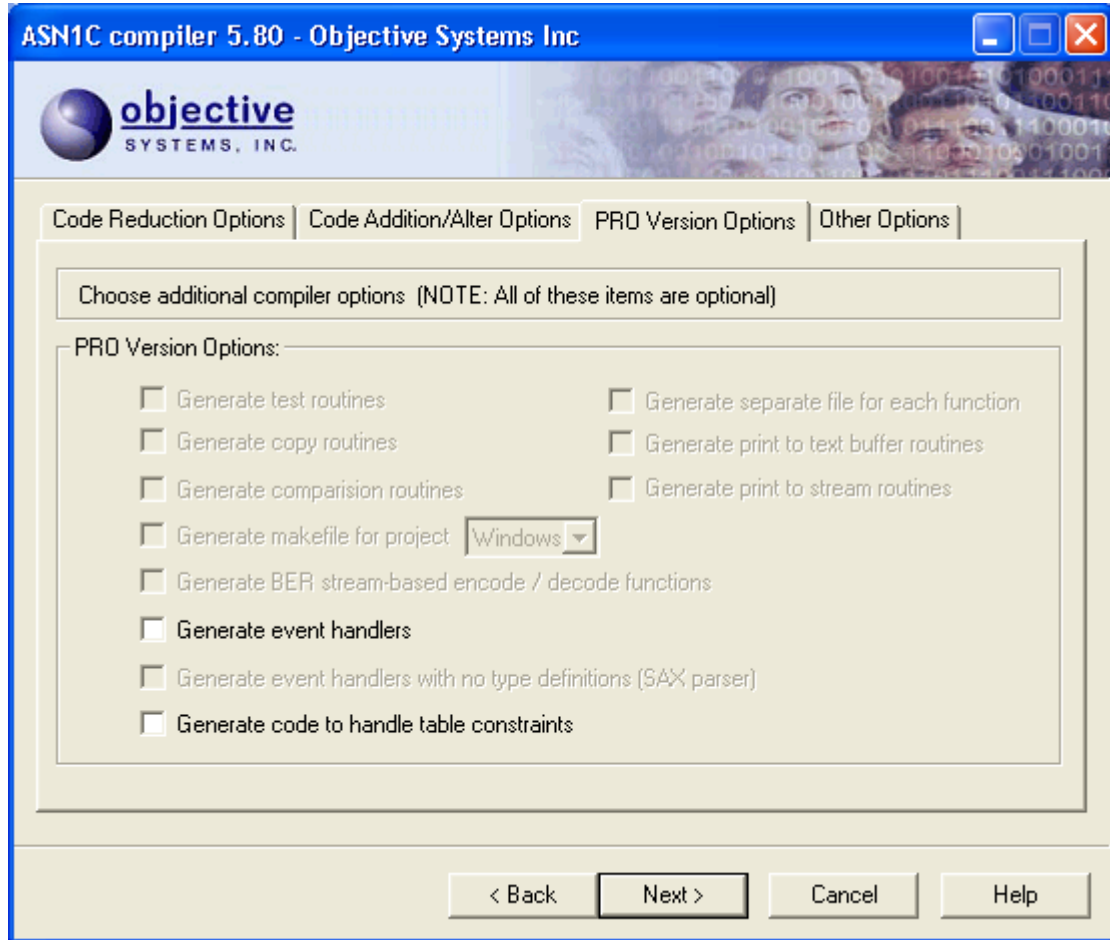 ASN1C compiler 5.80 - Objective Systems Inc
objective
SYSTEMS, INC.
Code Reduction Options Code Addition/Alter Options PRO Version Options Other Options
Choose additional compiler options (NOTE: All of these items are optional)
PRO Version Options:
Generate test routines Generate separate file for each function
Generate copy routines Generate print to text buffer routines
Generate comparision routines Generate print to stream routines
Generate makefile for project Windows
Generate BER stream-based encode / decode functions
Generate event handlers
Generate event handlers with no type definitions (SAX parser)
Generate code to handle table constraints
< Back Next > Cancel Help